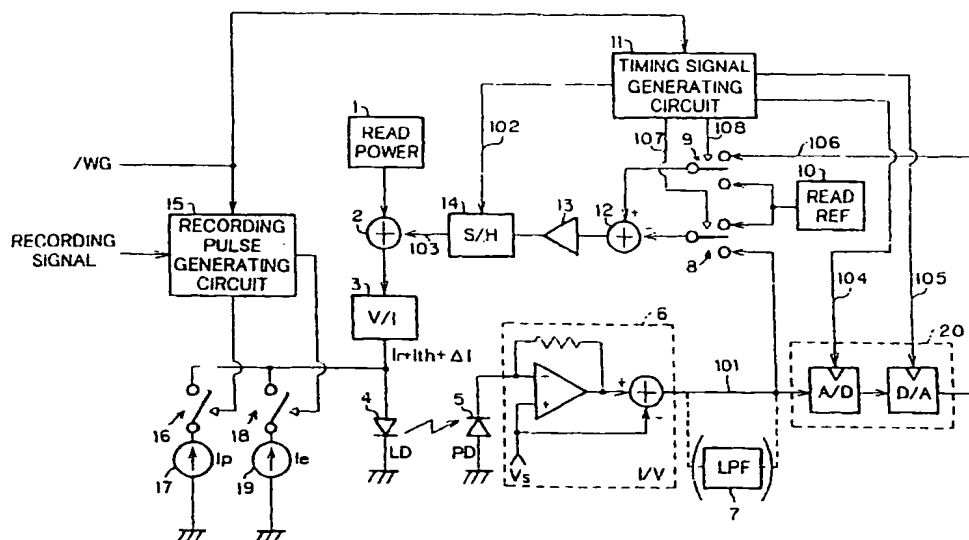 11
TIMING SIGNAL
GENERATING
CIRCUIT
1
READ
POWER
102
107
108
9
106
/WG
10
READ
REF
15
RECORDING
PULSE
GENERATING
CIRCUIT
RECORDING
SIGNAL
2
+
103
14
S/H
13
12
+
+
-
8
3
V/I
104
105
Ir+Ith+ΔI
6
20
16
18
4
LD
5
PD
-
+
+
+
-
101
A/D
D/A
17
Ip
19
Ie
Vs
I/V
LPF
7